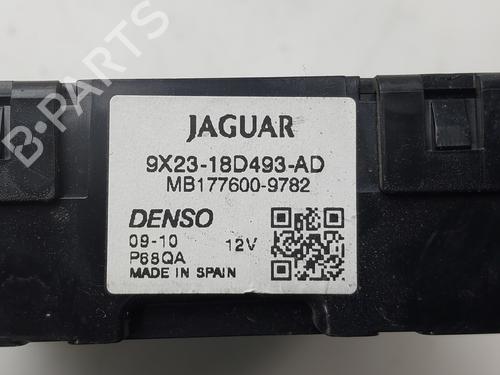 B-PARTS
JAGUAR
9X23-18D493-AD
MB177600-9782
DENSO
09-10 12V
P68QA
MADE IN SPAIN